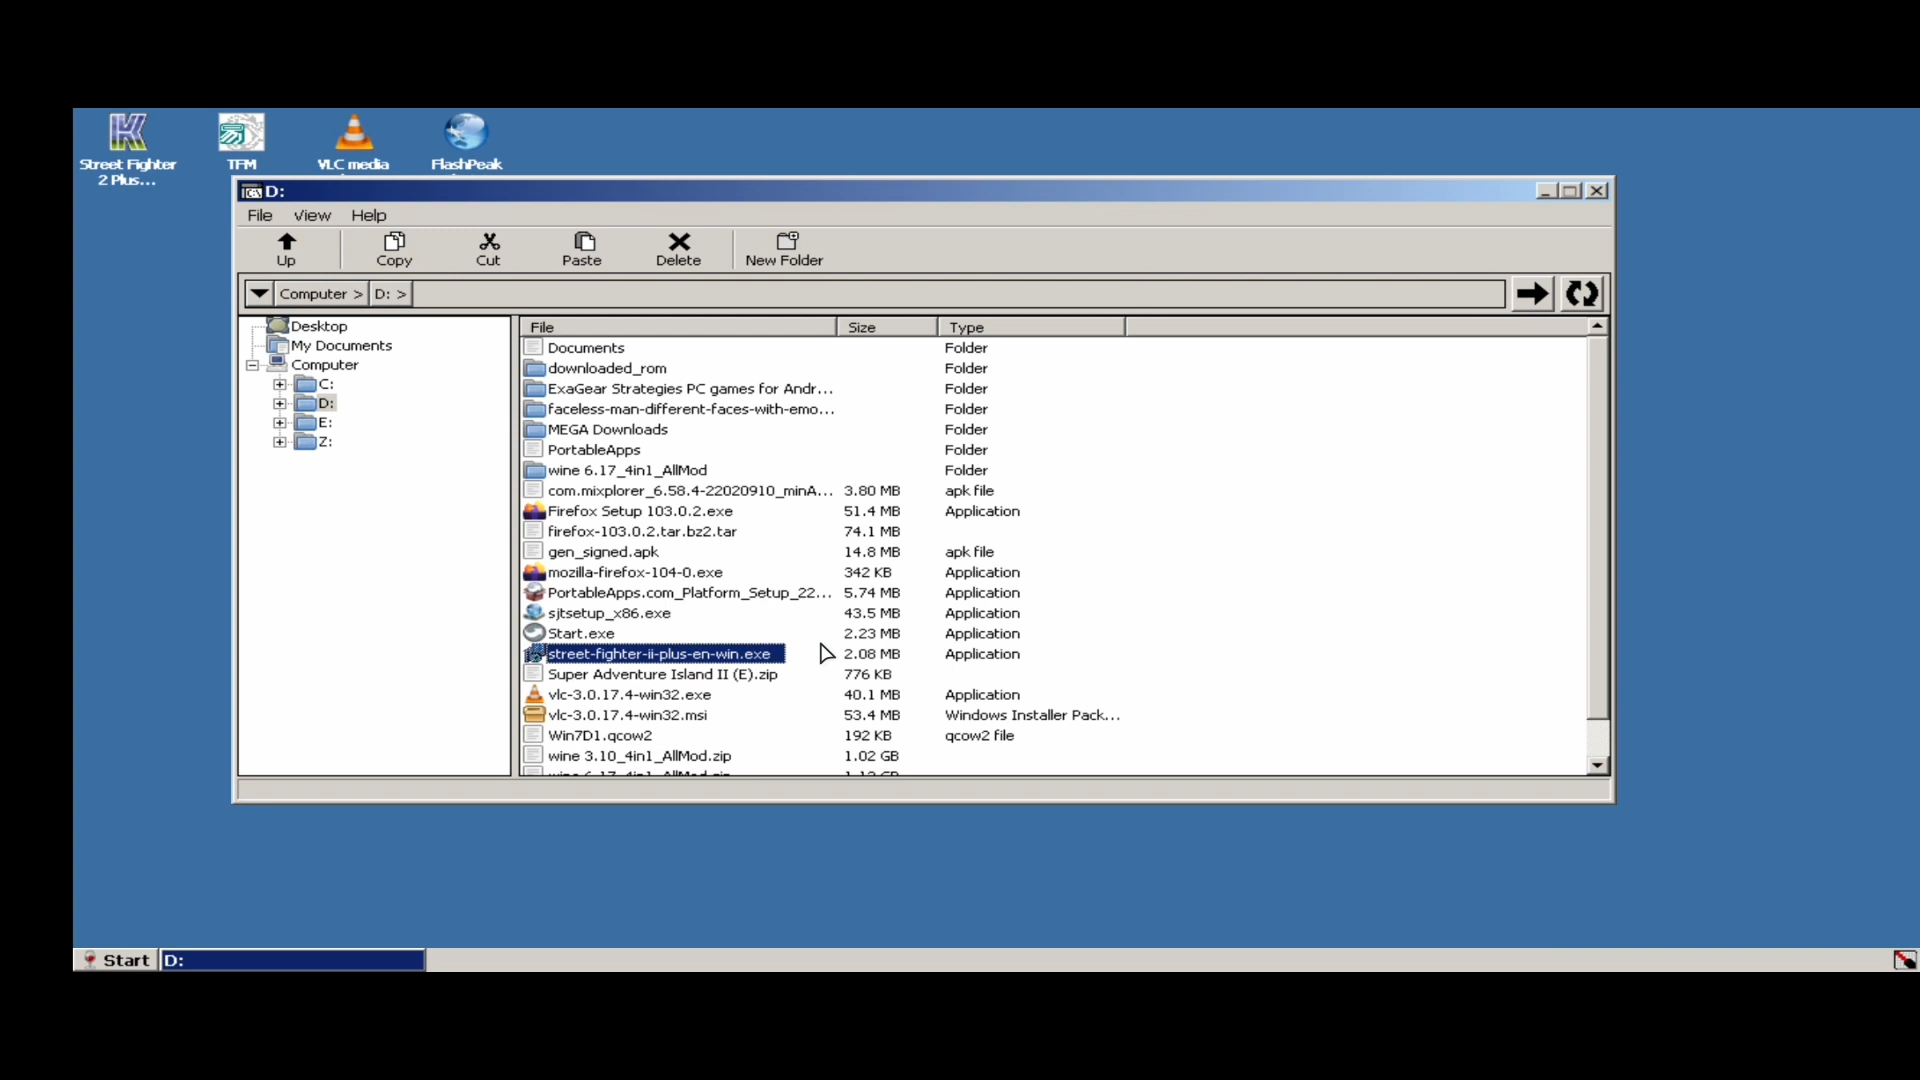 Street Fighter
2 Plus...
TFM
VLC media
FlashPeak
D:
File View Help
Up Copy Cut Paste Delete New Folder
Computer > D: >
Desktop
My Documents
Computer
C:
D:
E:
Z:
File Size Type
Documents Folder
downloaded_rom Folder
ExaGear Strategies PC games for Andr... Folder
faceless-man-different-faces-with-emo... Folder
MEGA Downloads Folder
PortableApps Folder
wine 6.17_4in1_AllMod Folder
com.mixplorer_6.58.4-22020910_minA... 3.80 MB apk file
Firefox Setup 103.0.2.exe 51.4 MB Application
firefox-103.0.2.tar.bz2.tar 74.1 MB
gen_signed.apk 14.8 MB apk file
mozilla-firefox-104-0.exe 342 KB Application
PortableApps.com_Platform_Setup_22... 5.74 MB Application
sjtsetup_x86.exe 43.5 MB Application
Start.exe 2.23 MB Application
street-fighter-ii-plus-en-win.exe 2.08 MB Application
Super Adventure Island II (E).zip 776 KB
vlc-3.0.17.4-win32.exe 40.1 MB Application
vlc-3.0.17.4-win32.msi 53.4 MB Windows Installer Pack...
Win7D1.qcow2 192 KB qcow2 file
wine 3.10_4in1_AllMod.zip 1.02 GB
Start D: